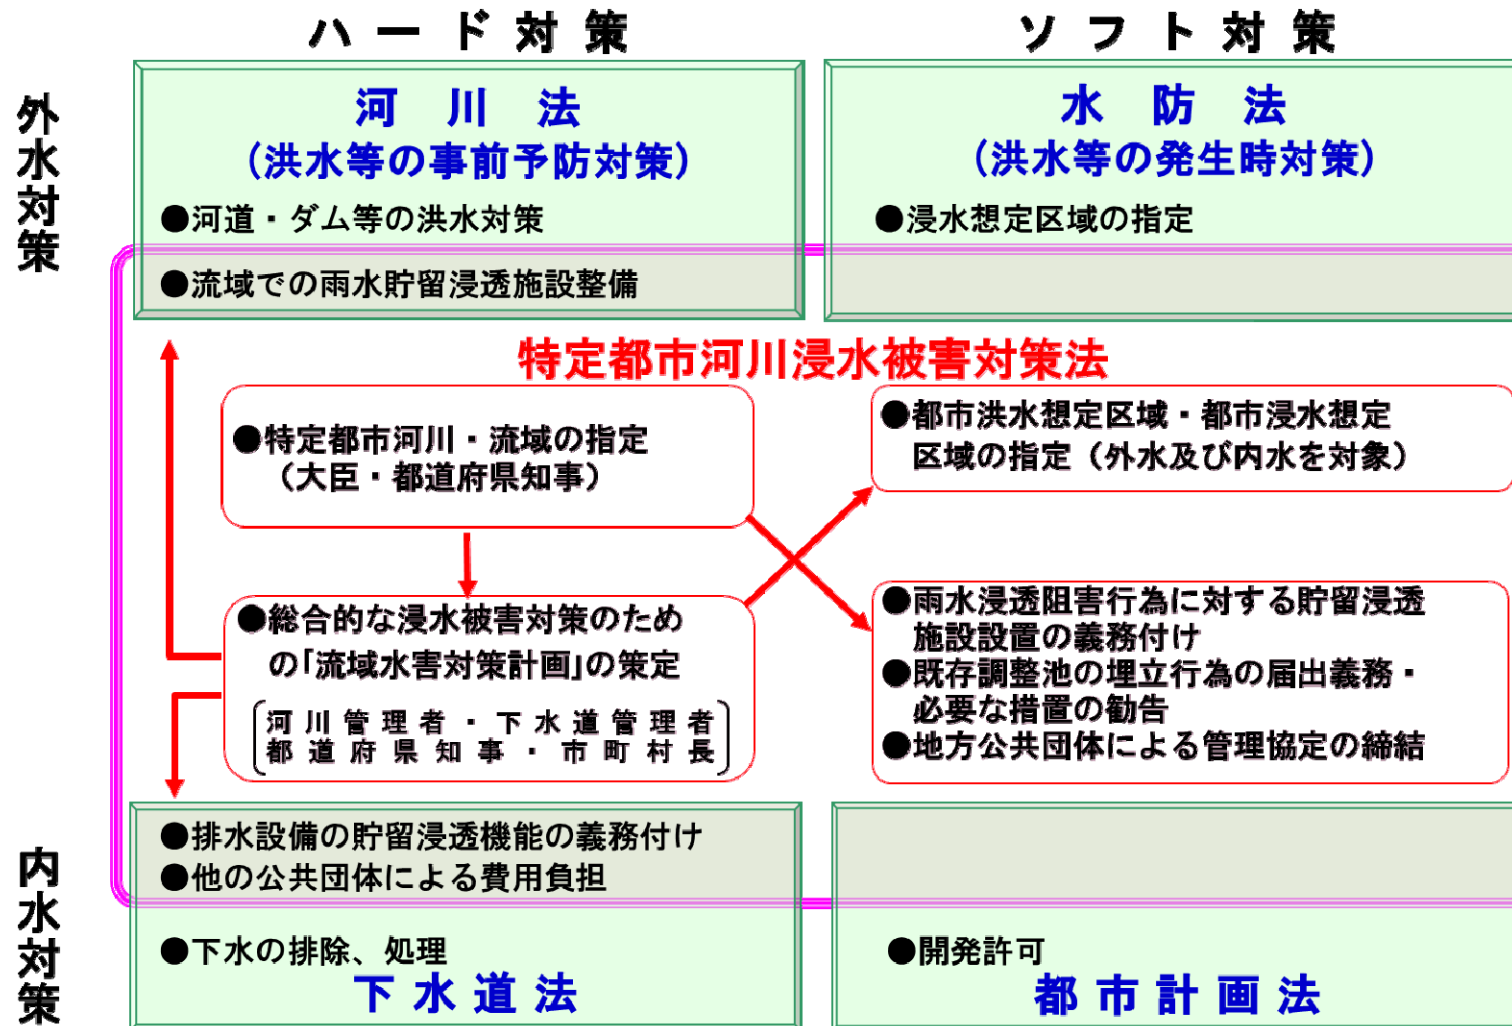 ハード対策
ソフト対策
外水対策
河川法
（洪水等の事前予防対策）
●河道・ダム等の洪水対策
●流域での雨水貯留浸透施設整備
水防法
（洪水等の発生時対策）
●浸水想定区域の指定
特定都市河川浸水被害対策法
●特定都市河川・流域の指定
（大臣・都道府県知事）
●都市洪水想定区域・都市浸水想定
区域の指定（外水及び内水を対象）
●総合的な浸水被害対策のため
の「流域水害対策計画」の策定
河川管理者・下水道管理者
都道府県知事・市町村長
●雨水浸透阻害行為に対する貯留浸透
施設設置の義務付け
●既存調整池の埋立行為の届出義務・
必要な措置の勧告
●地方公共団体による管理協定の締結
内水対策
●排水設備の貯留浸透機能の義務付け
●他の公共団体による費用負担
●下水の排除、処理
下水道法
●開発許可
都市計画法